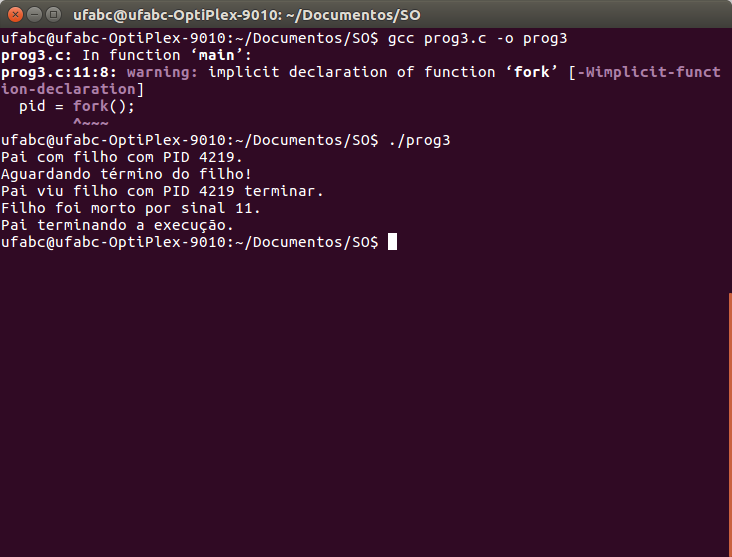 ufabc@ufabc-OptiPlex-9010: ~/Documentos/SO
ufabc@ufabc-OptiPlex-9010:~/Documentos/SO$ gcc prog3.c -o prog3
prog3.c: In function ‘main’:
prog3.c:11:8: warning: implicit declaration of function ‘fork’ [-Wimplicit-funct
ion-declaration]
  pid = fork();
        ^~~~
ufabc@ufabc-OptiPlex-9010:~/Documentos/SO$ ./prog3
Pai com filho com PID 4219.
Aguardando término do filho!
Pai viu filho com PID 4219 terminar.
Filho foi morto por sinal 11.
Pai terminando a execução.
ufabc@ufabc-OptiPlex-9010:~/Documentos/SO$